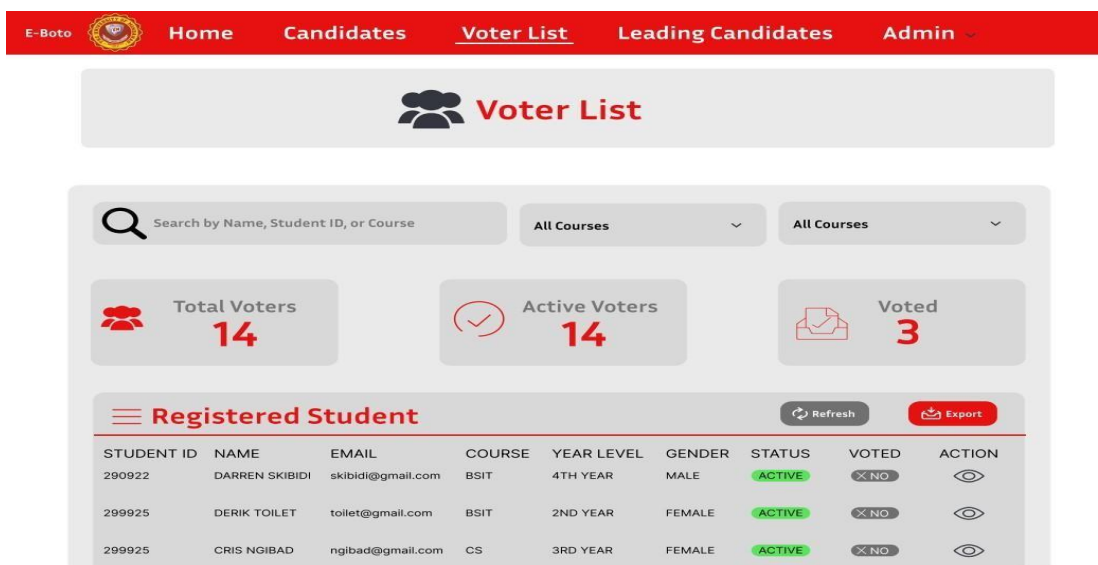 E-Boto Home Candidates Voter List Leading Candidates Admin
Voter List
Search by Name, Student ID, or Course All Courses All Courses
Total Voters Active Voters Voted
14 14 3
Registered Student Refresh Export
STUDENT ID NAME EMAIL COURSE YEAR LEVEL GENDER STATUS VOTED ACTION
290922 DARREN SKIBIDI skibidi@gmail.com BSIT 4TH YEAR MALE ACTIVE NO
299925 DERIK TOILET toilet@gmail.com BSIT 2ND YEAR FEMALE ACTIVE NO
299925 CRIS NGIBAD ngibad@gmail.com CS 3RD YEAR FEMALE ACTIVE NO